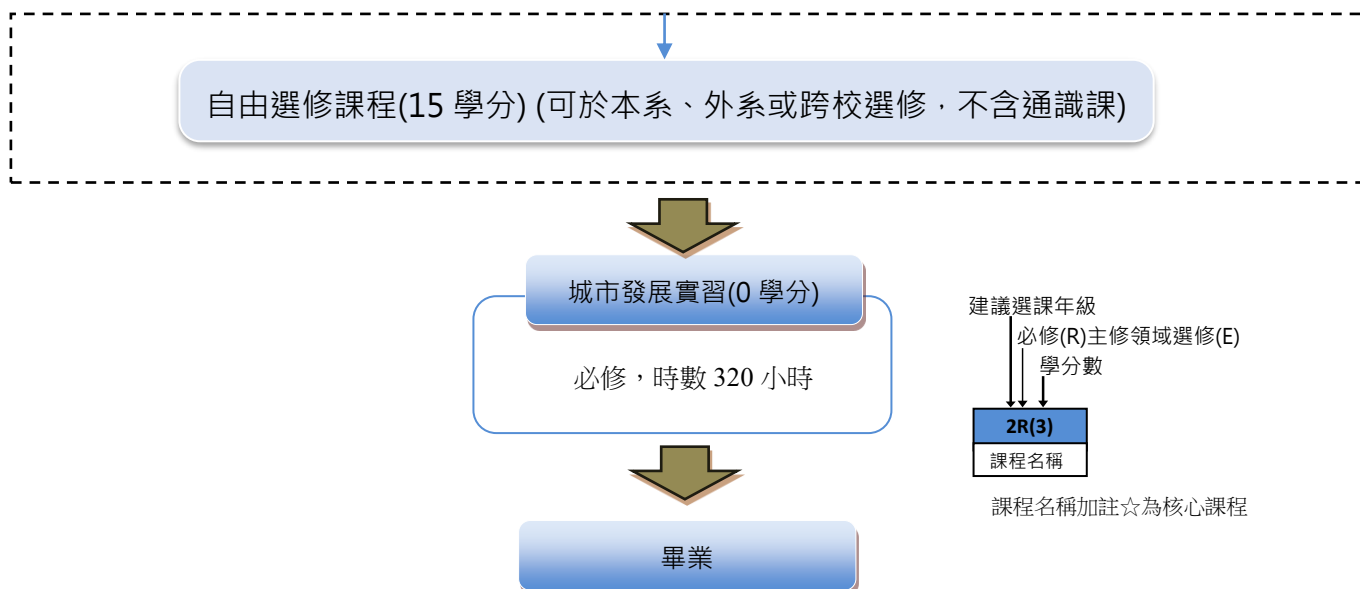 自由選修課程(15 學分) (可於本系、外系或跨校選修，不含通識課)
城市發展實習(0 學分)
必修，時數 320 小時
建議選課年級
必修(R)主修領域選修(E)
學分數
2R(3)
課程名稱
課程名稱加註☆為核心課程
畢業